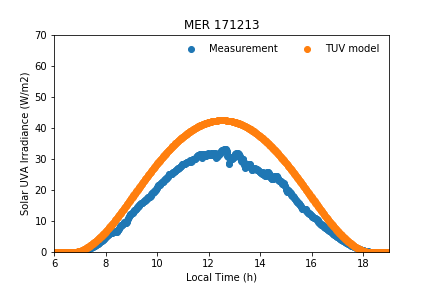 MER 171213
Measurement
TUV model
Solar UVA Irradiance (W/m2)
70
60
50
40
30
20
10
0
6 8 10 12 14 16 18
Local Time (h)